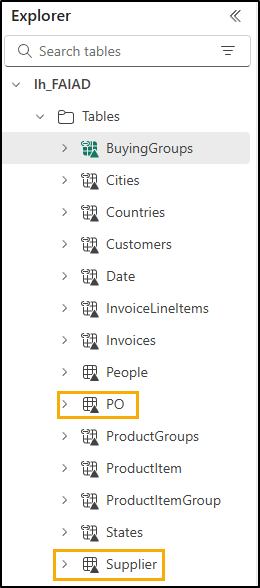 Explorer
Search tables
lh_FAIAD
Tables
BuyingGroups
Cities
Countries
Customers
Date
InvoiceLineItems
Invoices
People
PO
ProductGroups
ProductItem
ProductItemGroup
States
Supplier